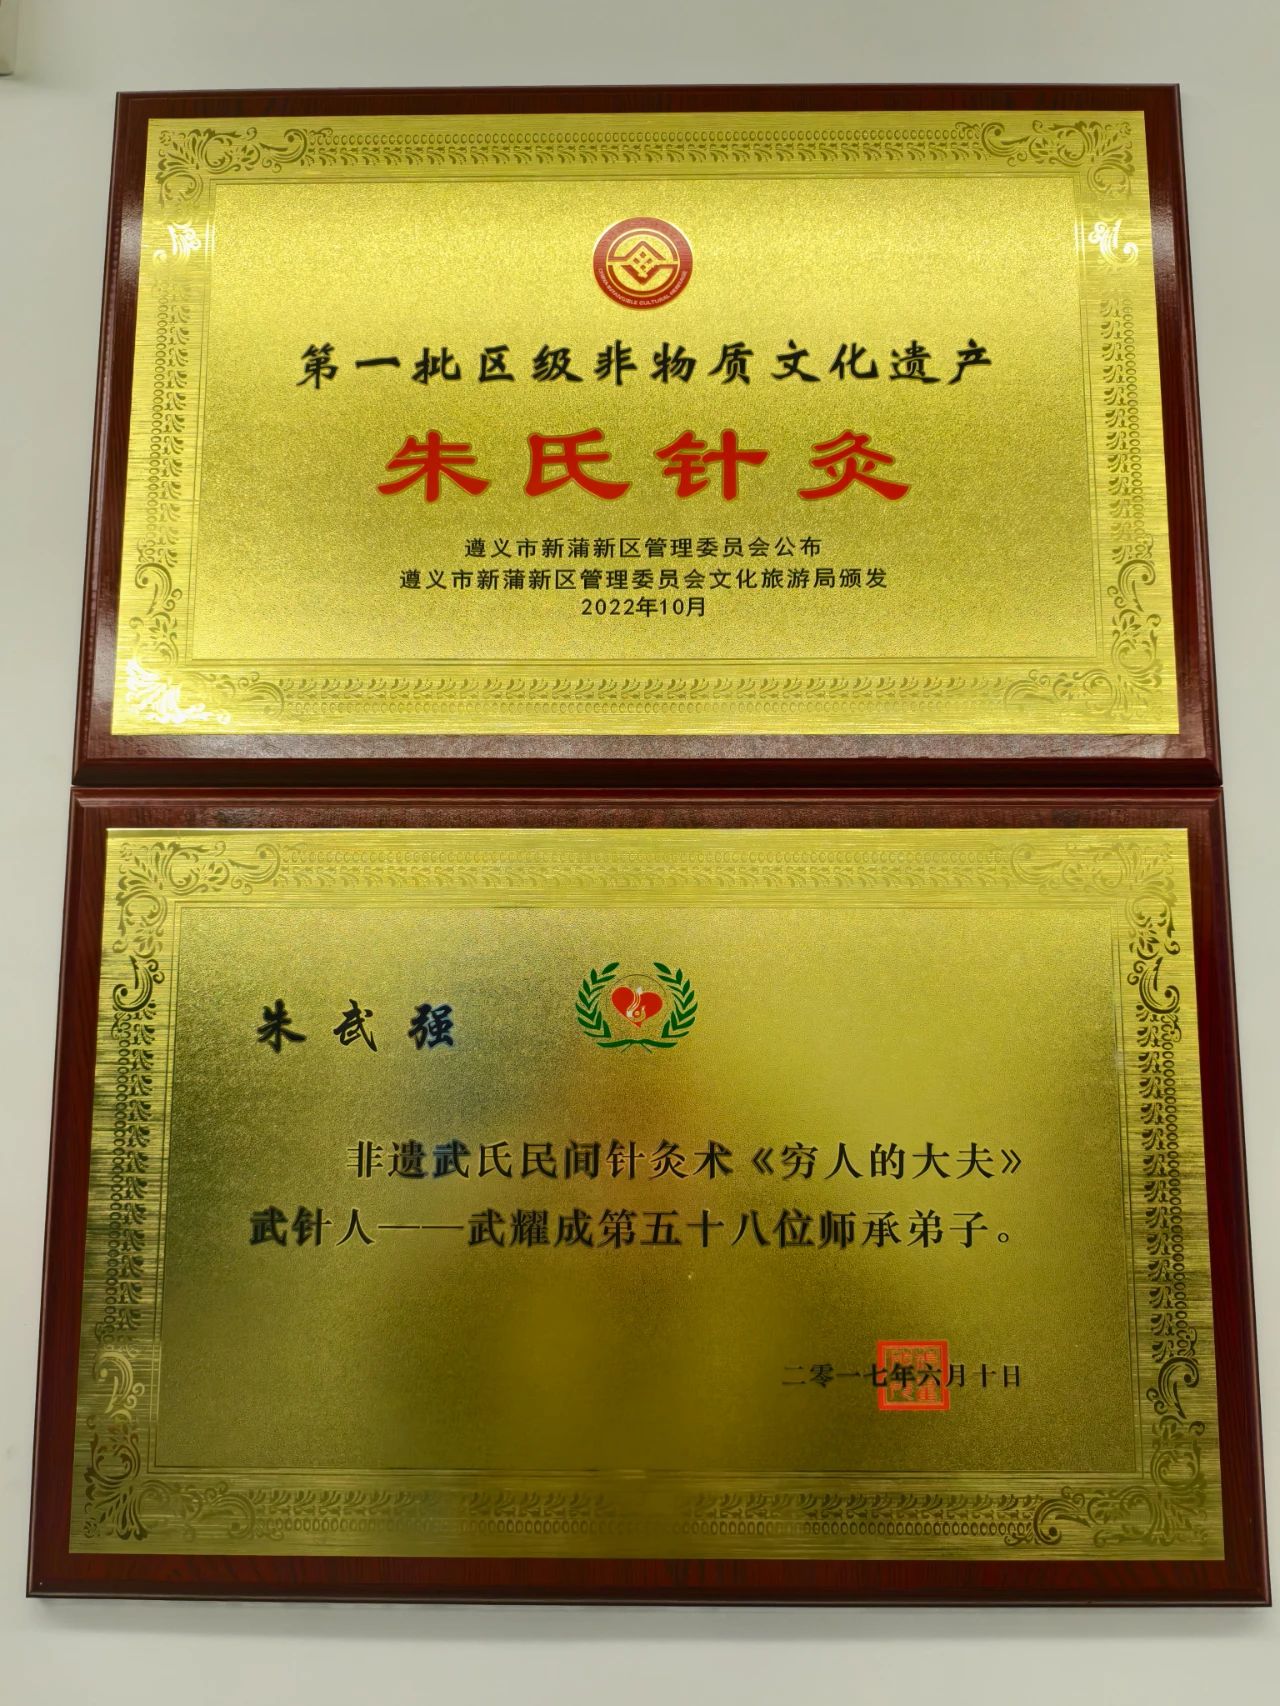 第一批区级非物质文化遗产
朱氏针灸
遵义市新蒲新区管理委员会公布
遵义市新蒲新区管理委员会文化旅游局颁发
2022年10月
朱武强
非遗武氏民间针灸术《穷人的大夫》
武针人——武耀成第五十八位师承弟子。
二零一七年六月十日